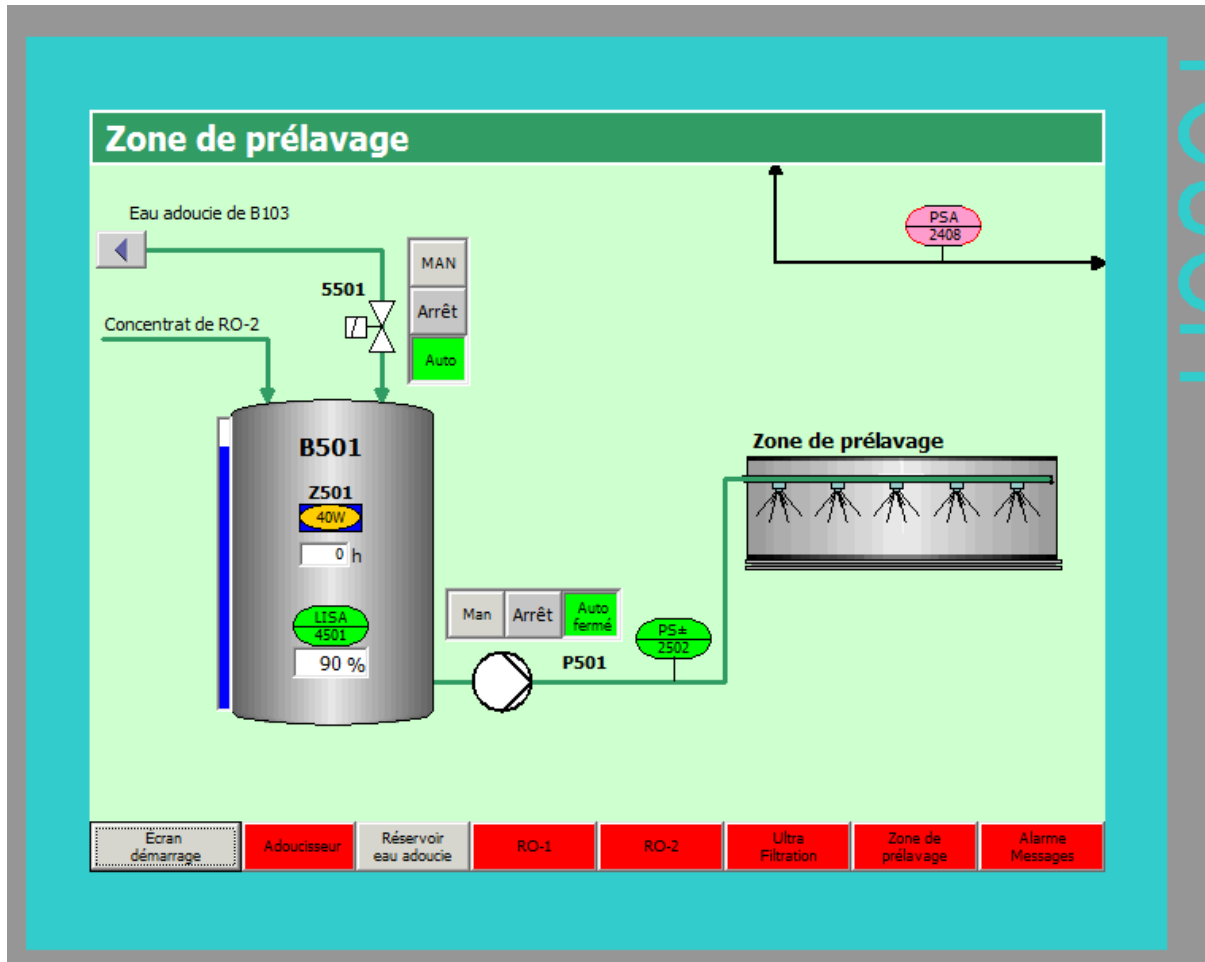 Zone de prélavage
Eau adoucie de B103
PSA
2408
MAN
5501
Arrêt
Concentrat de RO-2
Auto
B501
Zone de prélavage
Z501
40W
0 h
LISA
4501
90 %
Man
Arrêt
Auto
fermé
PS±
2502
P501
Ecran
démarrage
Adoucisseur
Réservoir
eau adoucie
RO-1
RO-2
Ultra
Filtration
Zone de
prélavage
Alarme
Messages